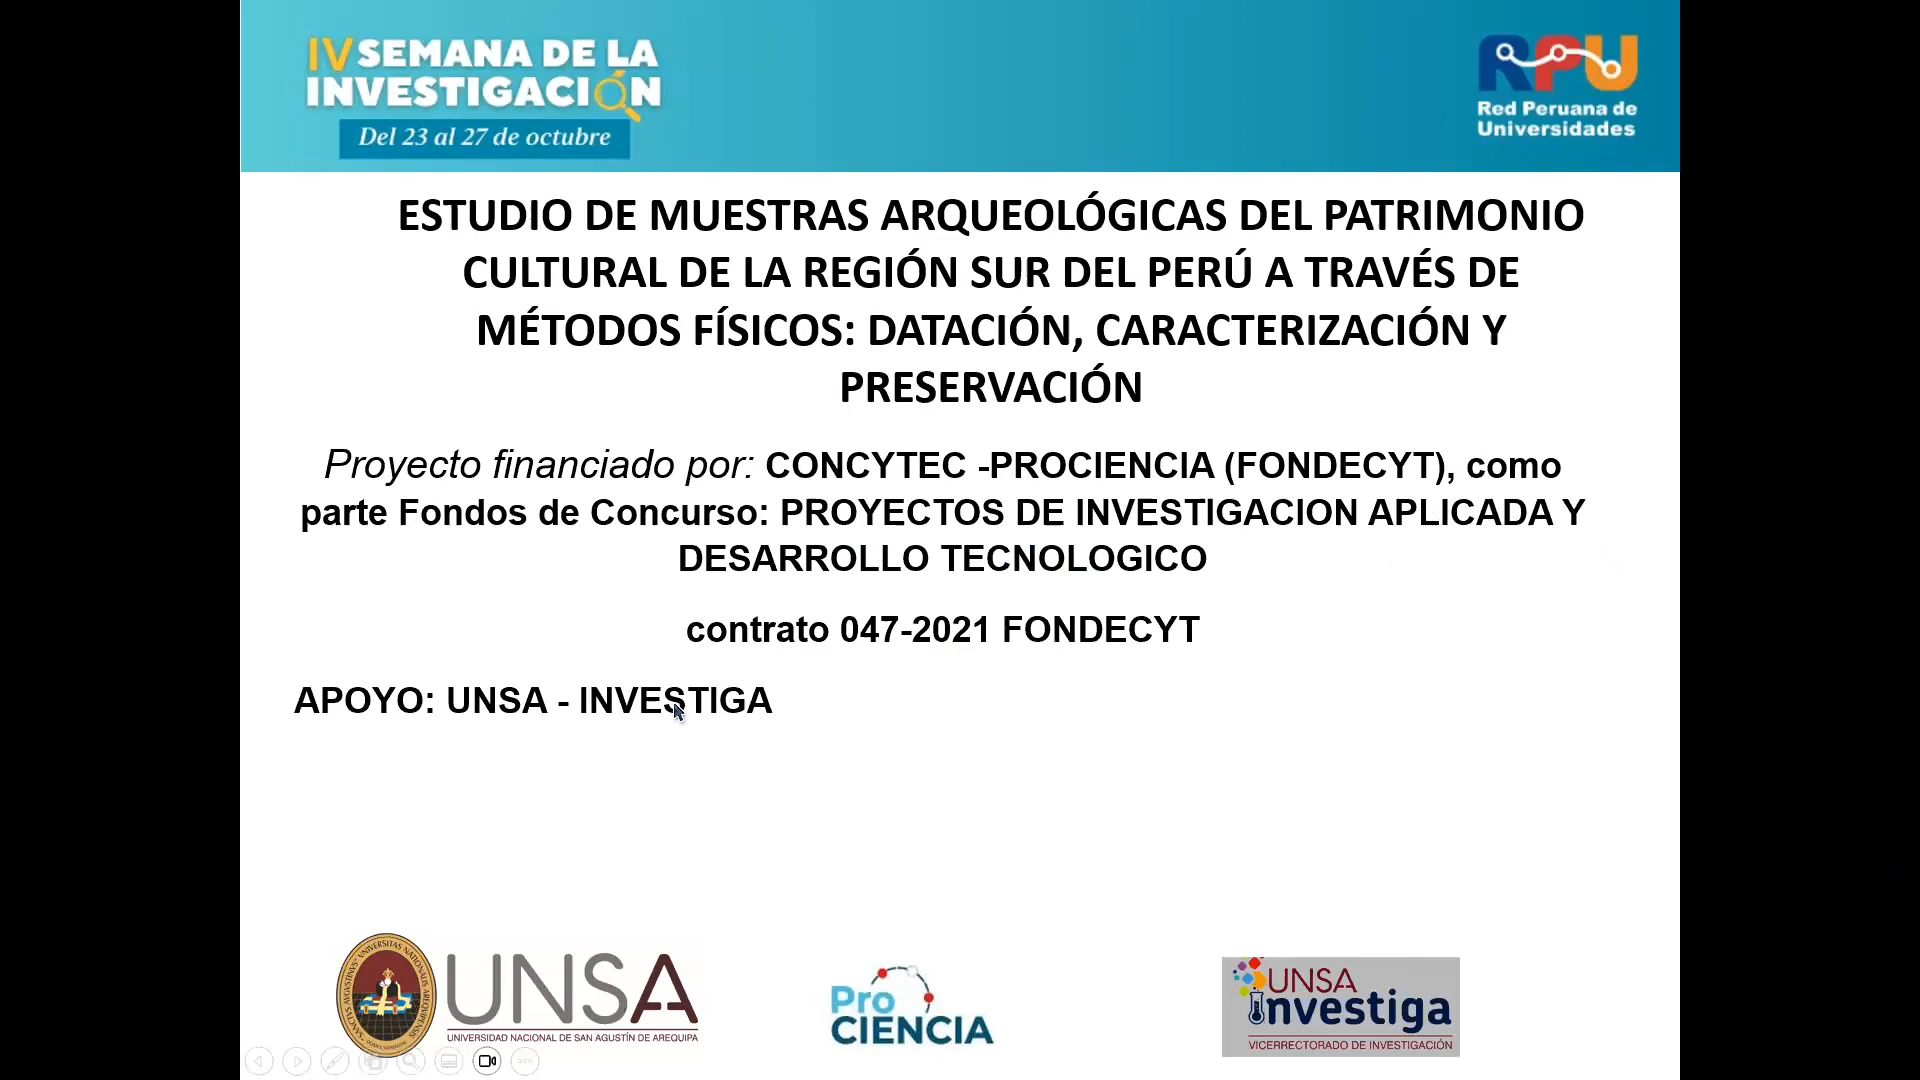 IV SEMANA DE LA
INVESTIGACIÓN
Del 23 al 27 de octubre
RPU
Red Peruana de
Universidades
ESTUDIO DE MUESTRAS ARQUEOLÓGICAS DEL PATRIMONIO
CULTURAL DE LA REGIÓN SUR DEL PERÚ A TRAVÉS DE
MÉTODOS FÍSICOS: DATACIÓN, CARACTERIZACIÓN Y
PRESERVACIÓN
Proyecto financiado por: CONCYTEC -PROCIENCIA (FONDECYT), como
parte Fondos de Concurso: PROYECTOS DE INVESTIGACION APLICADA Y
DESARROLLO TECNOLOGICO
contrato 047-2021 FONDECYT
APOYO: UNSA - INVESTIGA
UNSA
UNIVERSIDAD NACIONAL DE SAN AGUSTÍN DE AREQUIPA
Pro
CIENCIA
UNSA
Investiga
VICERRECTORADO DE INVESTIGACIÓN